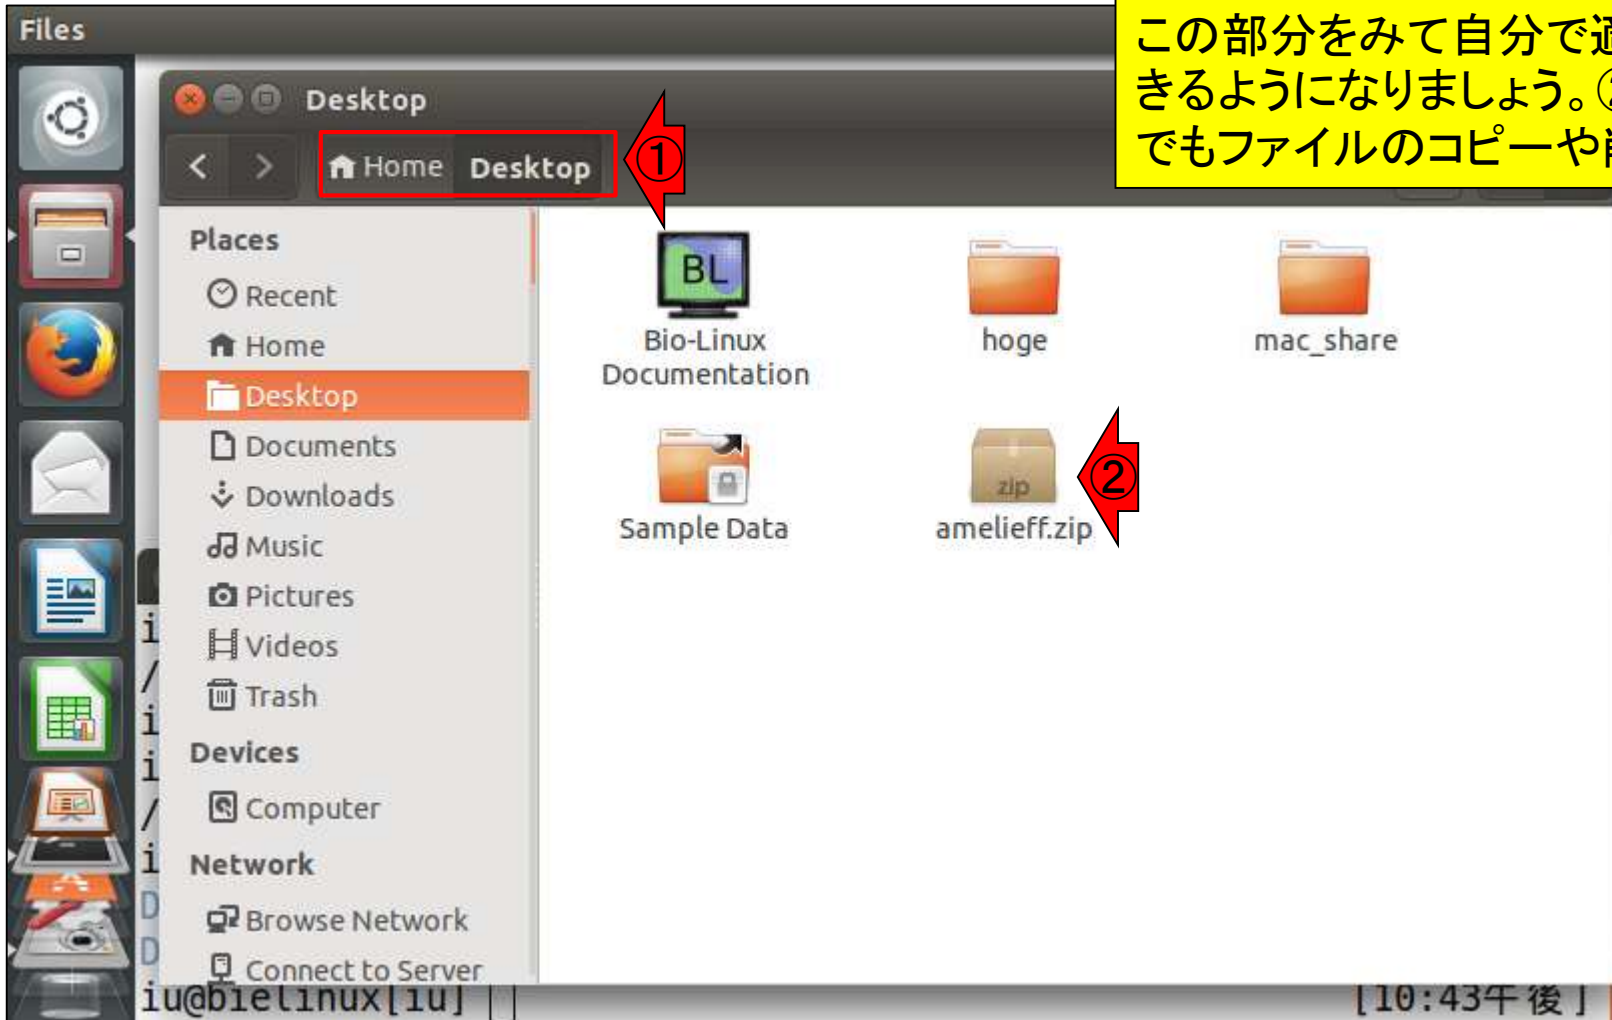 Files
この部分をみて自分で
きるようになりましょう。②
でもファイルのコピーや
Desktop
Home Desktop
①
Places
Recent
Home
Desktop
Documents
Downloads
Music
Pictures
Videos
Trash
Devices
Computer
Network
Browse Network
Connect to Server
BL
Bio-Linux
Documentation
hoge
mac_share
Sample Data
zip
amelieff.zip
②
i
/
i
i
/
i
D
D
iu@bielinux[iu]
[10:43午後]